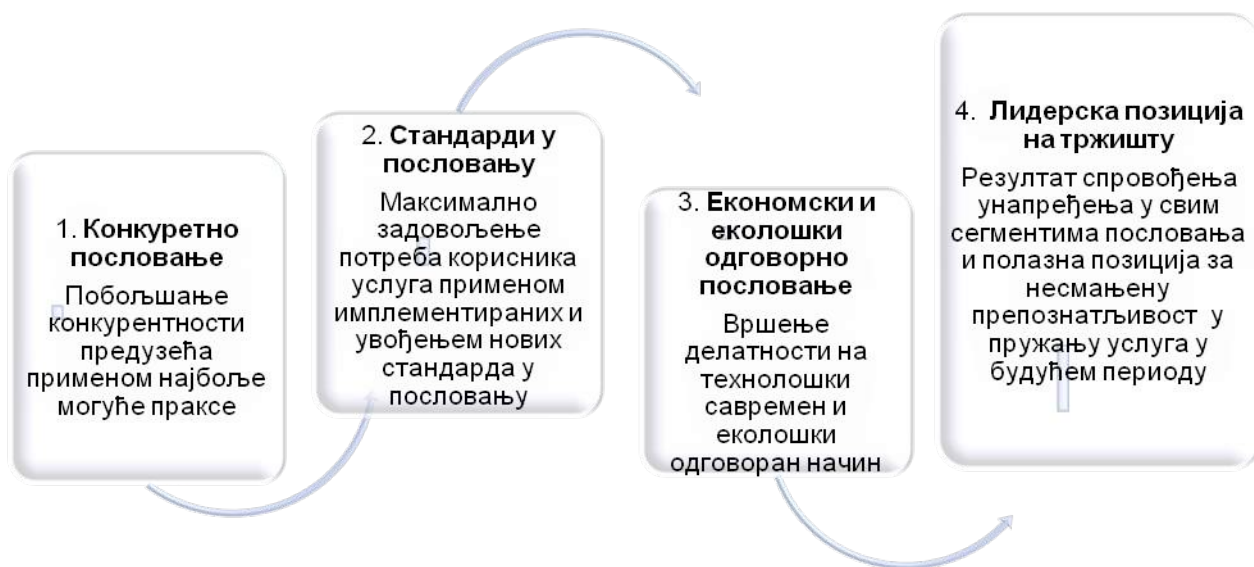 1. Конкуретно
пословање
Побољшање
конкурентности
предузећа
применом најбоље
могуће праксе
2. Стандарди у
пословању
Максимално
задовољење
потреба корисника
услуга применом
имплементираних и
увођењем нових
стандарда у
пословању
3. Економски и
еколошки
одговорно
пословање
Вршење
делатности на
технолошки
савремен и
еколошки
одговоран начин
4. Лидерска позиција
на тржишту
Резултат спровођења
унапређења у свим
сегментима пословања
и полазна позиција за
несмањену
препознатљивост у
пружању услуга у
будућем периоду